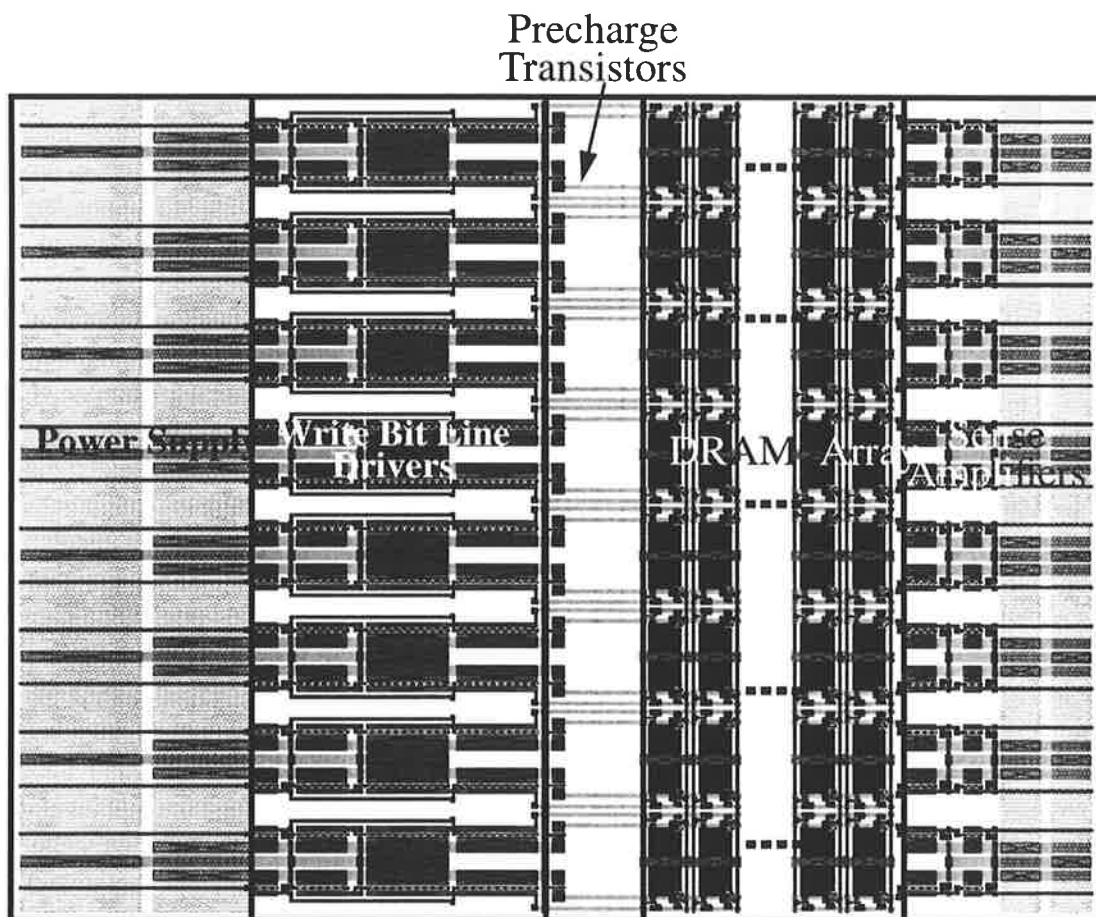 Precharge
Transistors
Power Supply
Write Bit Line
Drivers
DRAM Array
Sense
Amplifiers